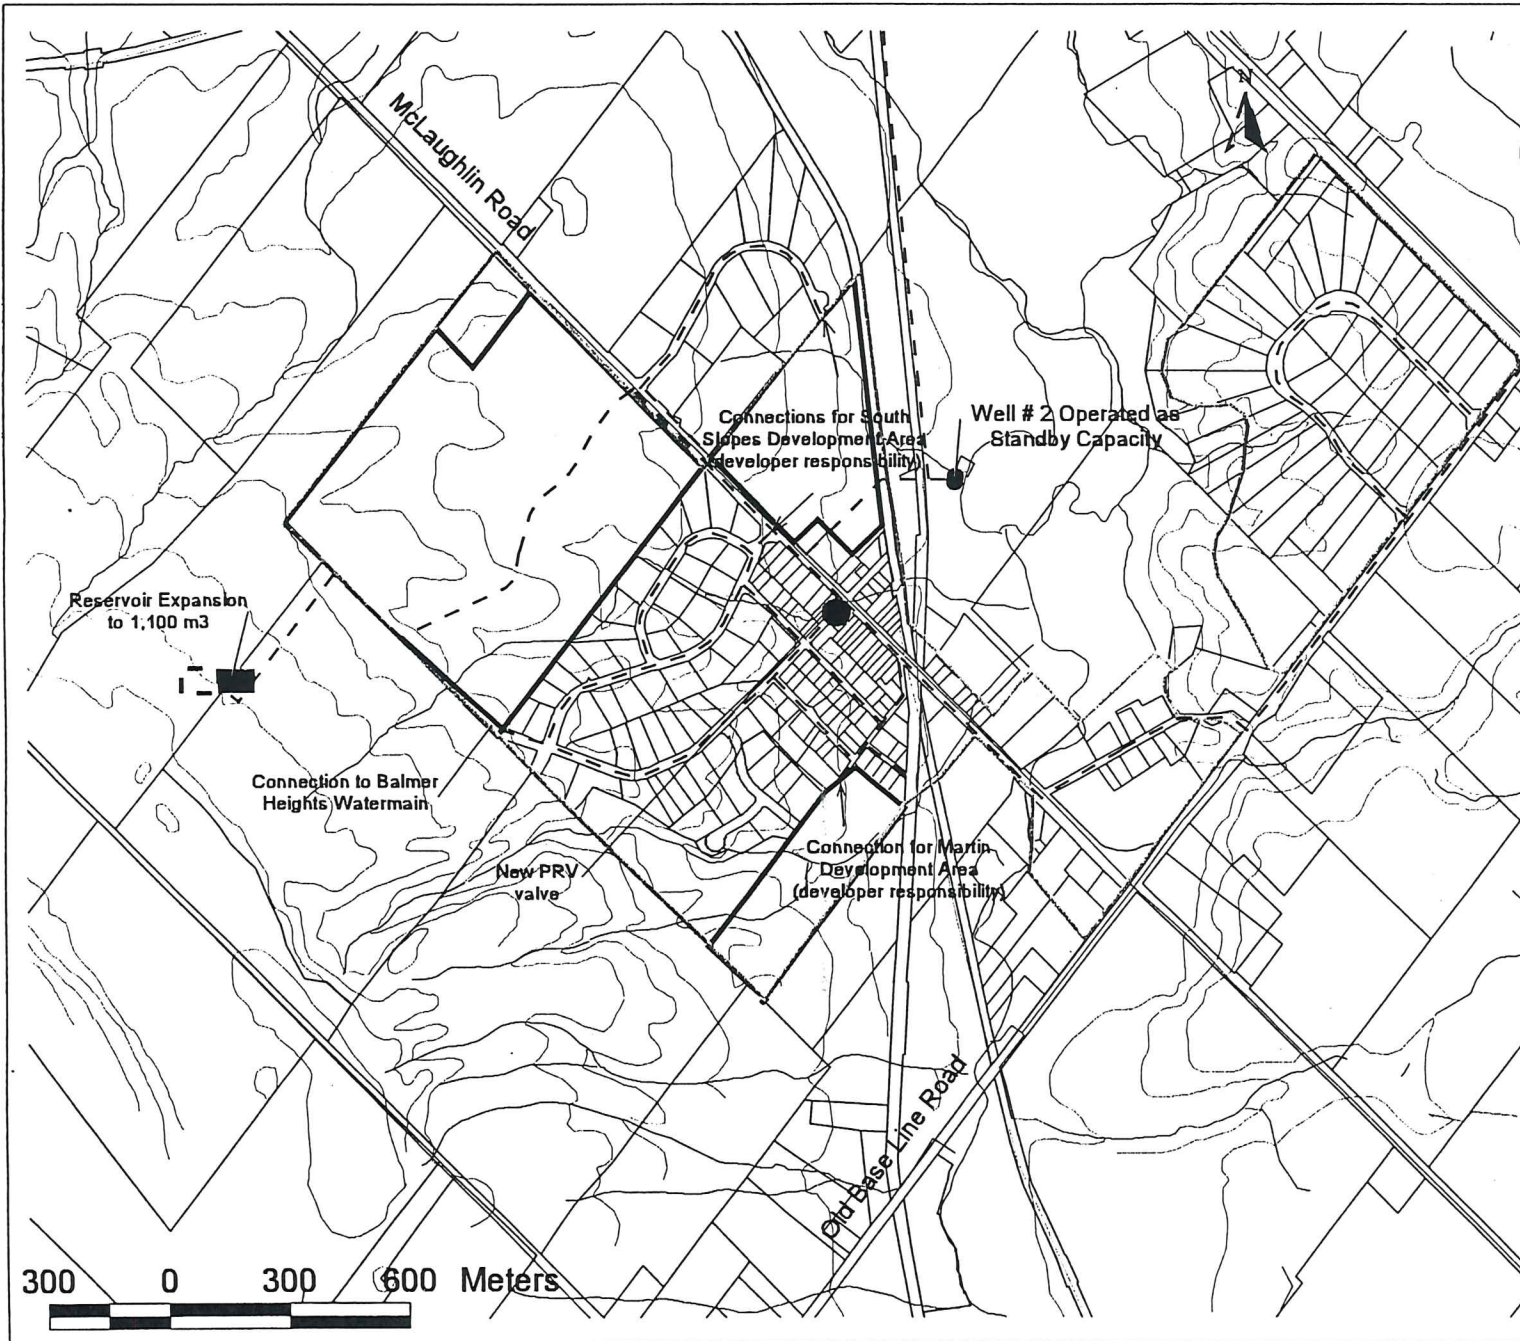 McLaughlin Road
N
Connections for South
Slopes Development Area
(developer responsibility)
Well # 2 Operated as
Standby Capacity
Reservoir Expansion
to 1,100 m3
Connection to Balmer
Heights Watermain
New PRV
valve
Connection for Martin
Development Area
(developer responsibility)
Old Base Line Road
300 0 300 600 Meters